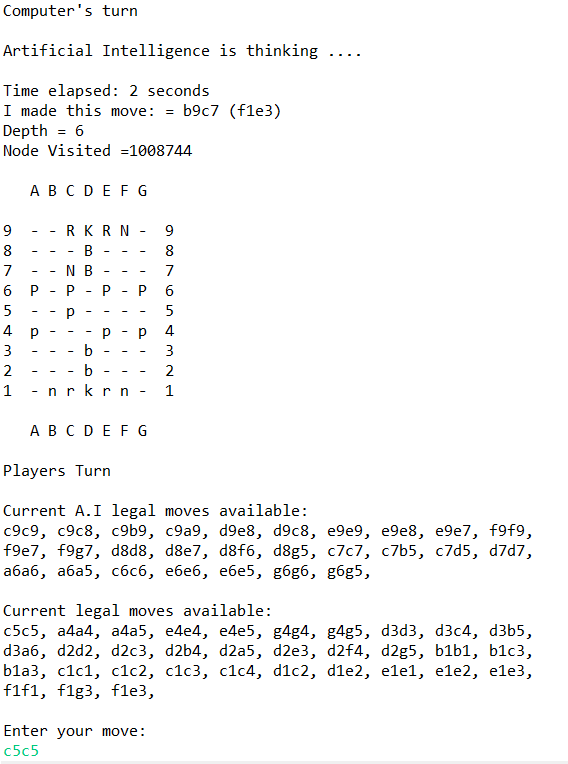 Computer's turn
Artificial Intelligence is thinking ....
Time elapsed: 2 seconds
I made this move: = b9c7 (f1e3)
Depth = 6
Node Visited =1008744
A B C D E F G
9 - - R K R N - 9
8 - - - B - - - 8
7 - - N B - - - 7
6 P - P - P - P 6
5 - - p - - - - 5
4 p - - - p - p 4
3 - - - b - - - 3
2 - - - b - - - 2
1 - n r k r n - 1
A B C D E F G
Players Turn
Current A.I legal moves available:
c9c9, c9c8, c9b9, c9a9, d9e8, d9c8, e9e9, e9e8, e9e7, f9f9,
f9e7, f9g7, d8d8, d8e7, d8f6, d8g5, c7c7, c7b5, c7d5, d7d7,
a6a6, a6a5, c6c6, e6e6, e6e5, g6g6, g6g5,
Current legal moves available:
c5c5, a4a4, a4a5, e4e4, e4e5, g4g4, g4g5, d3d3, d3c4, d3b5,
d3a6, d2d2, d2c3, d2b4, d2a5, d2e3, d2f4, d2g5, b1b1, b1c3,
b1a3, c1c1, c1c2, c1c3, c1c4, d1c2, d1e2, e1e1, e1e2, e1e3,
f1f1, f1g3, f1e3,
Enter your move:
c5c5